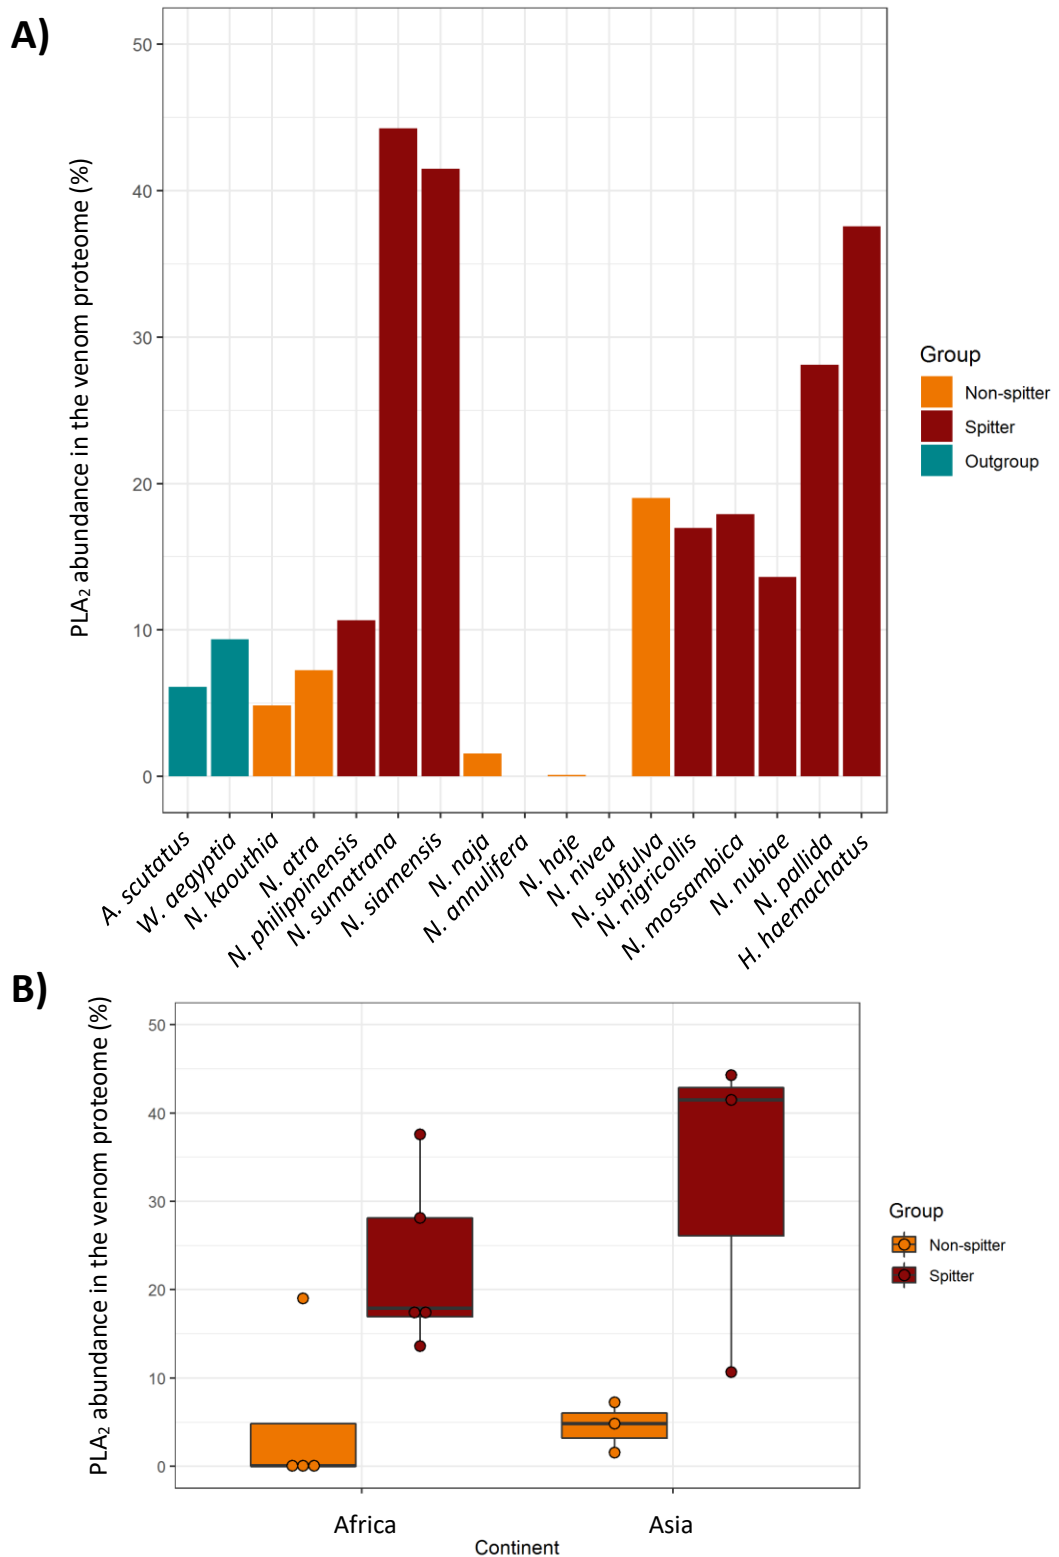 A)
PLA₂ abundance in the venom proteome (%)
50
40
30
20
10
0
A. scutatus
W. aegyptia
N. kaouthia
N. atra
N. philippinensis
N. sumatrana
N. siamensis
N. naja
N. annulifera
N. haje
N. nivea
N. subfulva
N. nigricollis
N. mossambica
N. nubiae
N. pallida
H. haemachatus
Group
Non-spitter
Spitter
Outgroup
B)
PLA₂ abundance in the venom proteome (%)
50
40
30
20
10
0
Africa
Asia
Continent
Group
Non-spitter
Spitter